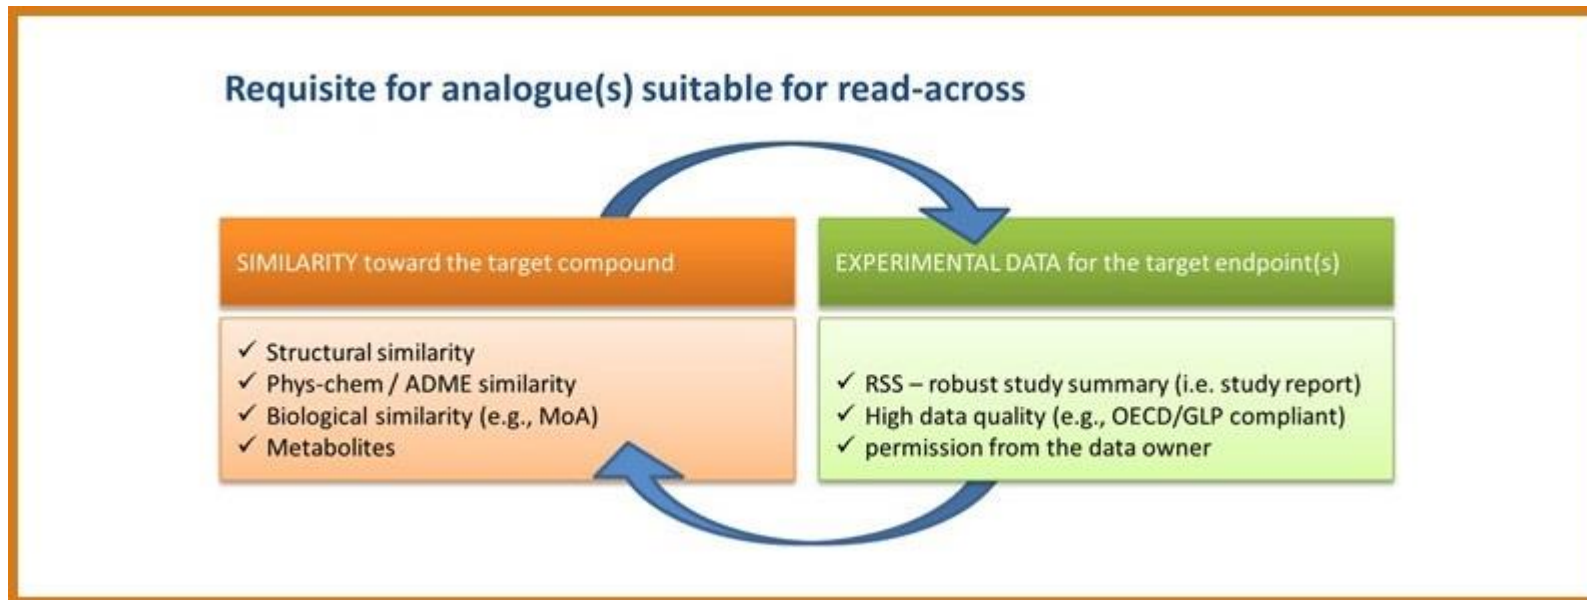 Requisite for analogue(s) suitable for read-across
SIMILARITY toward the target compound
✓ Structural similarity
✓ Phys-chem / ADME similarity
✓ Biological similarity (e.g., MoA)
✓ Metabolites
EXPERIMENTAL DATA for the target endpoint(s)
✓ RSS – robust study summary (i.e. study report)
✓ High data quality (e.g., OECD/GLP compliant)
✓ permission from the data owner